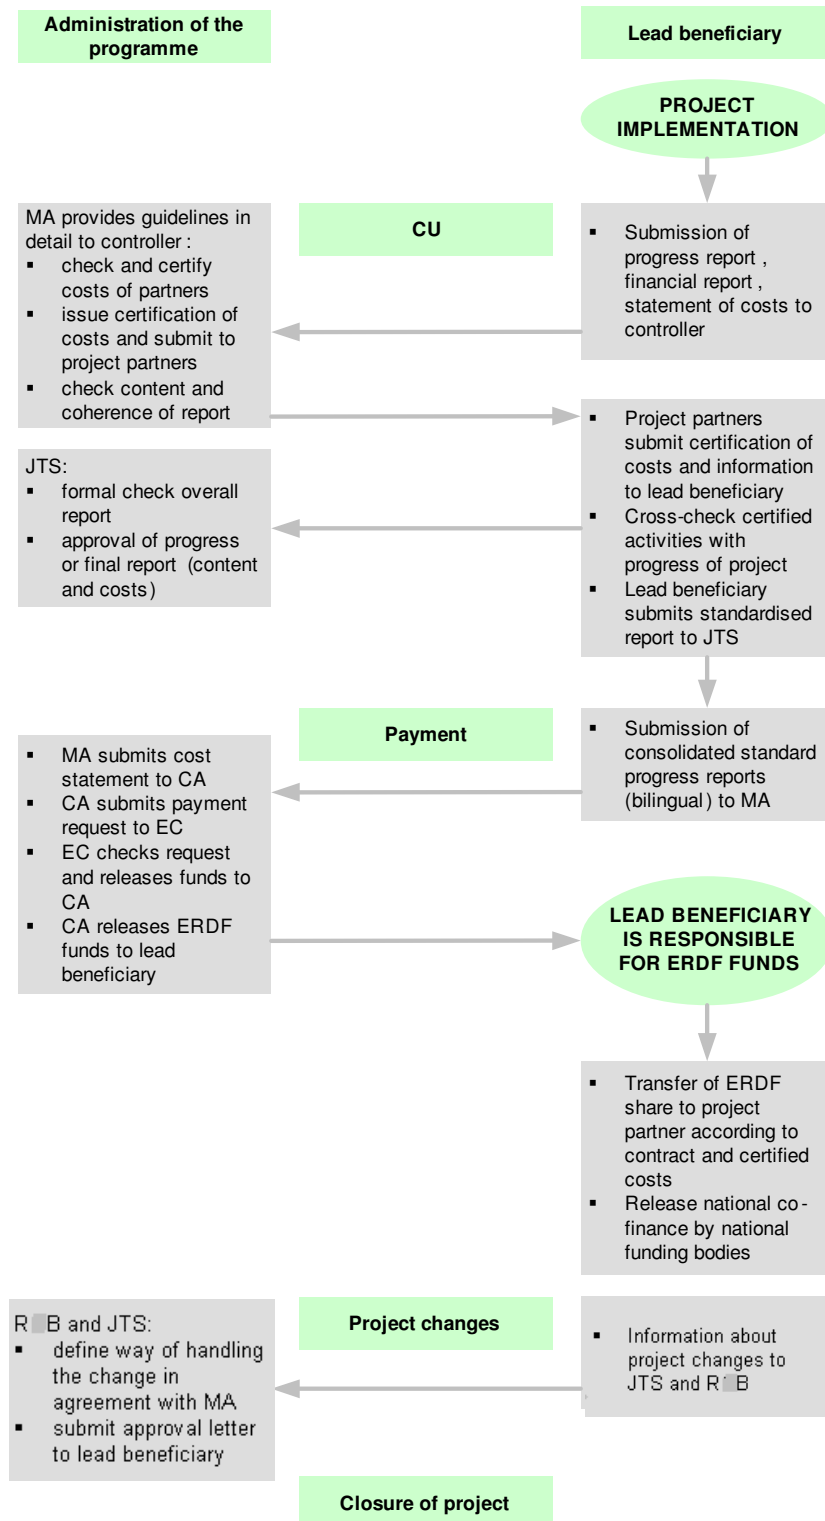 Administration of the
programme
Lead beneficiary
PROJECT
IMPLEMENTATION
MA provides guidelines in
detail to controller :
▪ check and certify
costs of partners
▪ issue certification of
costs and submit to
project partners
▪ check content and
coherence of report
CU
▪ Submission of
progress report ,
financial report ,
statement of costs to
controller
▪ Project partners
submit certification of
costs and information
to lead beneficiary
▪ Cross-check certified
activities with
progress of project
▪ Lead beneficiary
submits standardised
report to JTS
JTS:
▪ formal check overall
report
▪ approval of progress
or final report (content
and costs)
Payment
▪ Submission of
consolidated standard
progress reports
(bilingual) to MA
▪ MA submits cost
statement to CA
▪ CA submits payment
request to EC
▪ EC checks request
and releases funds to
CA
▪ CA releases ERDF
funds to lead
beneficiary
LEAD BENEFICIARY
IS RESPONSIBLE
FOR ERDF FUNDS
▪ Transfer of ERDF
share to project
partner according to
contract and certified
costs
▪ Release national co-
finance by national
funding bodies
and JTS:
▪ define way of handling
the change in
agreement with MA
▪ submit approval letter
to lead beneficiary
Project changes
▪ Information about
project changes to
JTS and
Closure of project